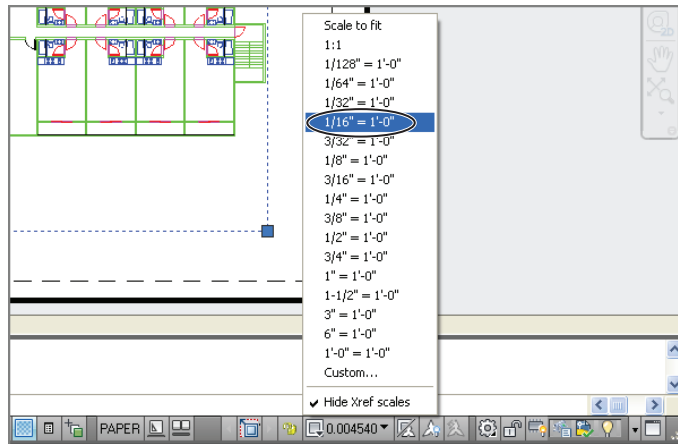 Scale to fit
1:1
1/128" = 1'-0"
1/64" = 1'-0"
1/32" = 1'-0"
1/16" = 1'-0"
3/32" = 1'-0"
1/8" = 1'-0"
3/16" = 1'-0"
1/4" = 1'-0"
3/8" = 1'-0"
1/2" = 1'-0"
3/4" = 1'-0"
1" = 1'-0"
1-1/2" = 1'-0"
3" = 1'-0"
6" = 1'-0"
1'-0" = 1'-0"
Custom...
Hide Xref scales
2D
PAPER
0.004540